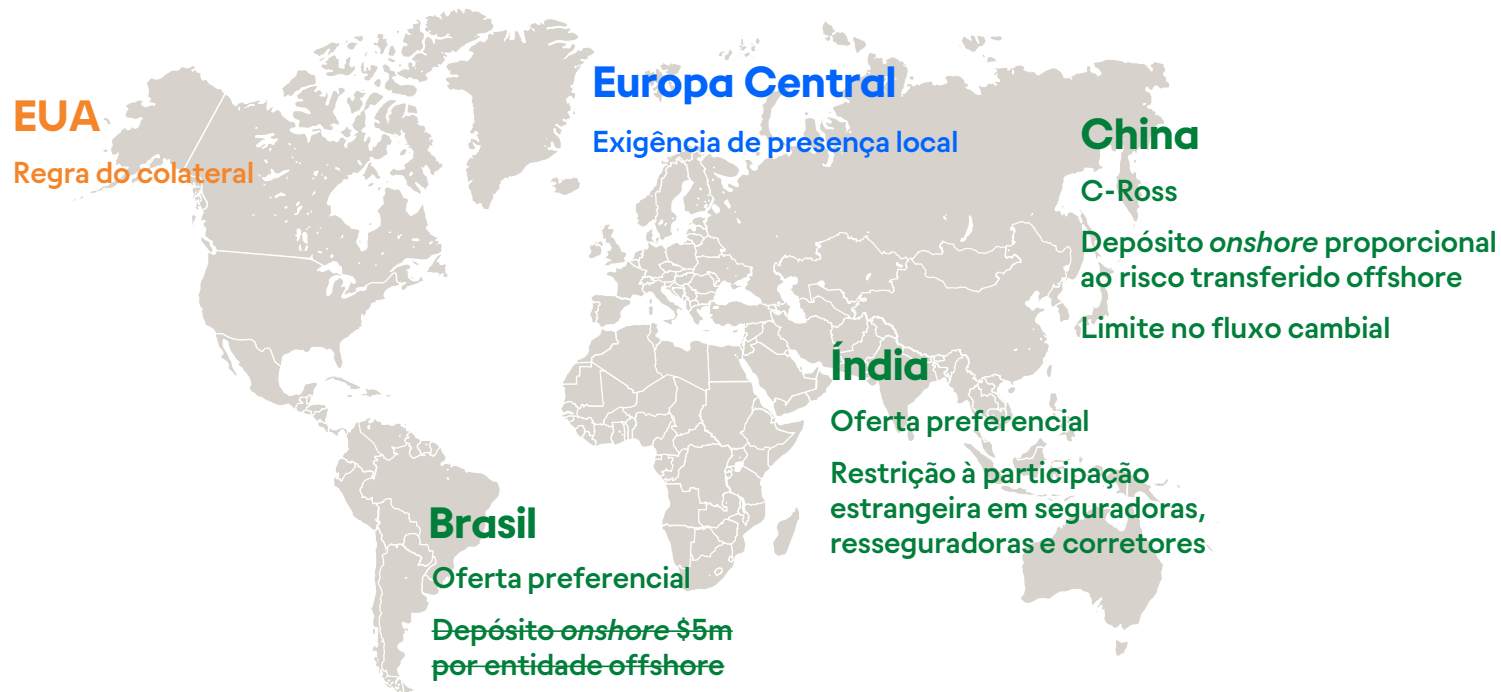 EUA
Regra do colateral
Europa Central
Exigência de presença local
China
C-Ross
Depósito onshore proporcional
ao risco transferido offshore
Limite no fluxo cambial
Índia
Oferta preferencial
Restrição à participação
estrangeira em seguradoras,
resseguradoras e corretores
Brasil
Oferta preferencial
Depósito onshore $5m
por entidade offshore